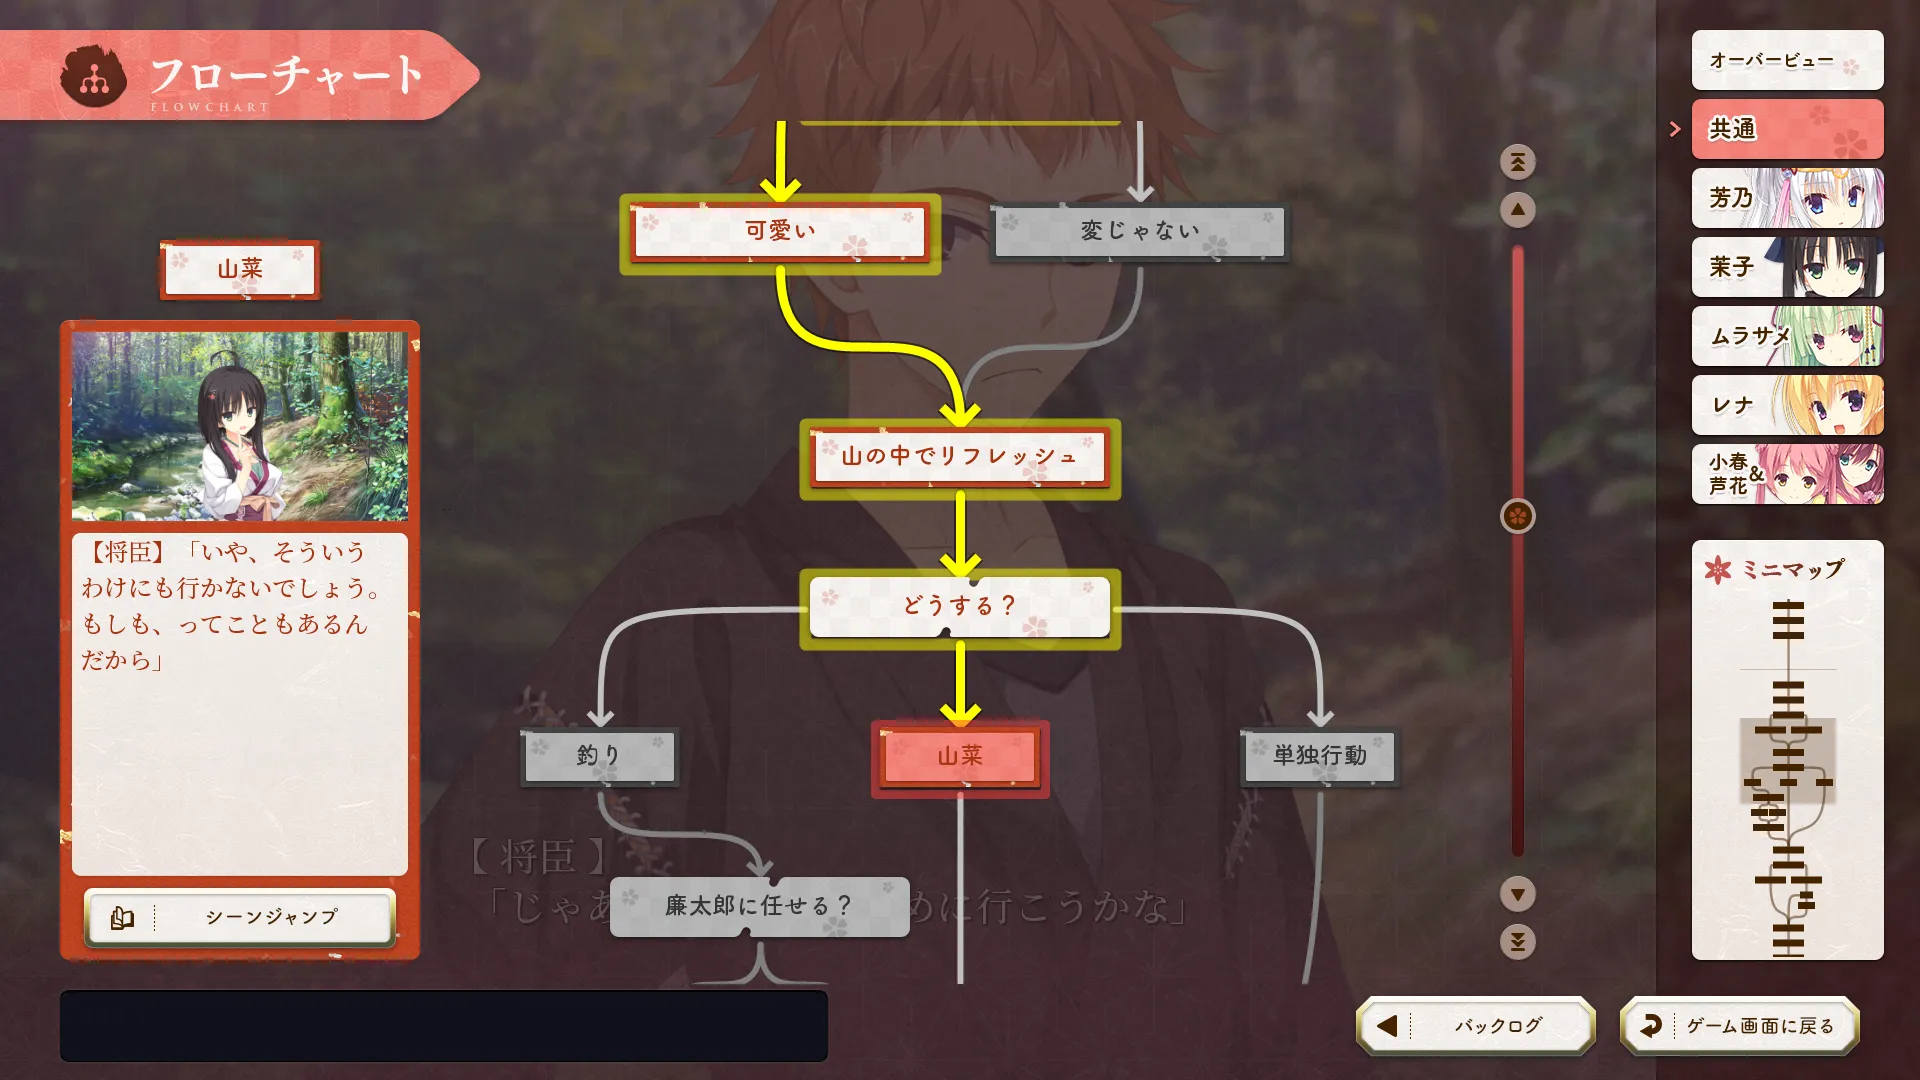 フローチャート
FLOWCHART
可愛い
変じゃない
山菜
山の中でリフレッシュ
どうする？
釣り
山菜
単独行動
廉太郎に任せる？
【将臣】「いや、そういう
わけにも行かないでしょう。
もしも、ってこともあるん
だから」
シーンジャンプ
【将臣】
「じゃあ
めに行こうかな」
オーバービュー
共通
芳乃
茉子
ムラサメ
レナ
小春&
芦花
ミニマップ
バックログ
ゲーム画面に戻る